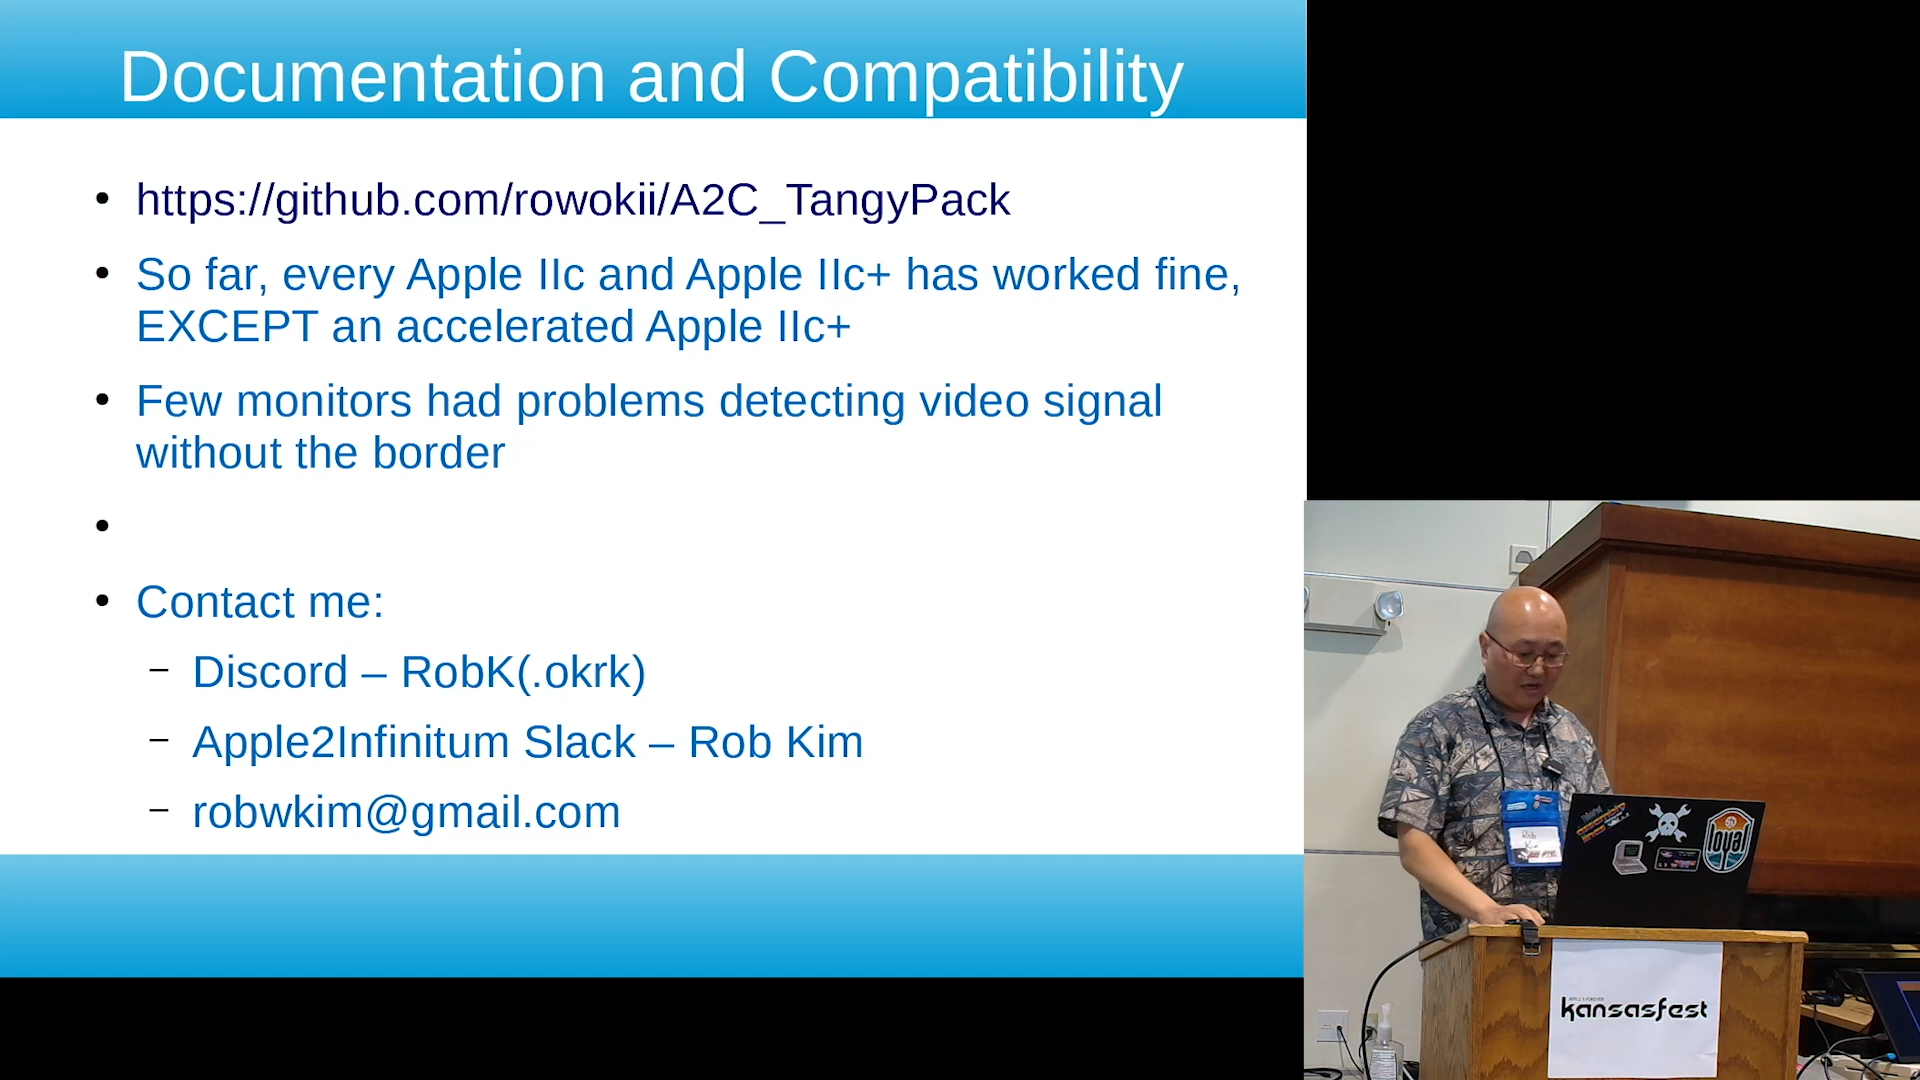 Documentation and Compatibility
https://github.com/rowokii/A2C_TangyPack
So far, every Apple IIc and Apple IIc+ has worked fine,
EXCEPT an accelerated Apple IIc+
Few monitors had problems detecting video signal
without the border
Contact me:
– Discord – RobK(.okrk)
– Apple2Infinitum Slack – Rob Kim
– robwkim@gmail.com
loyal
Rob
kansasfest